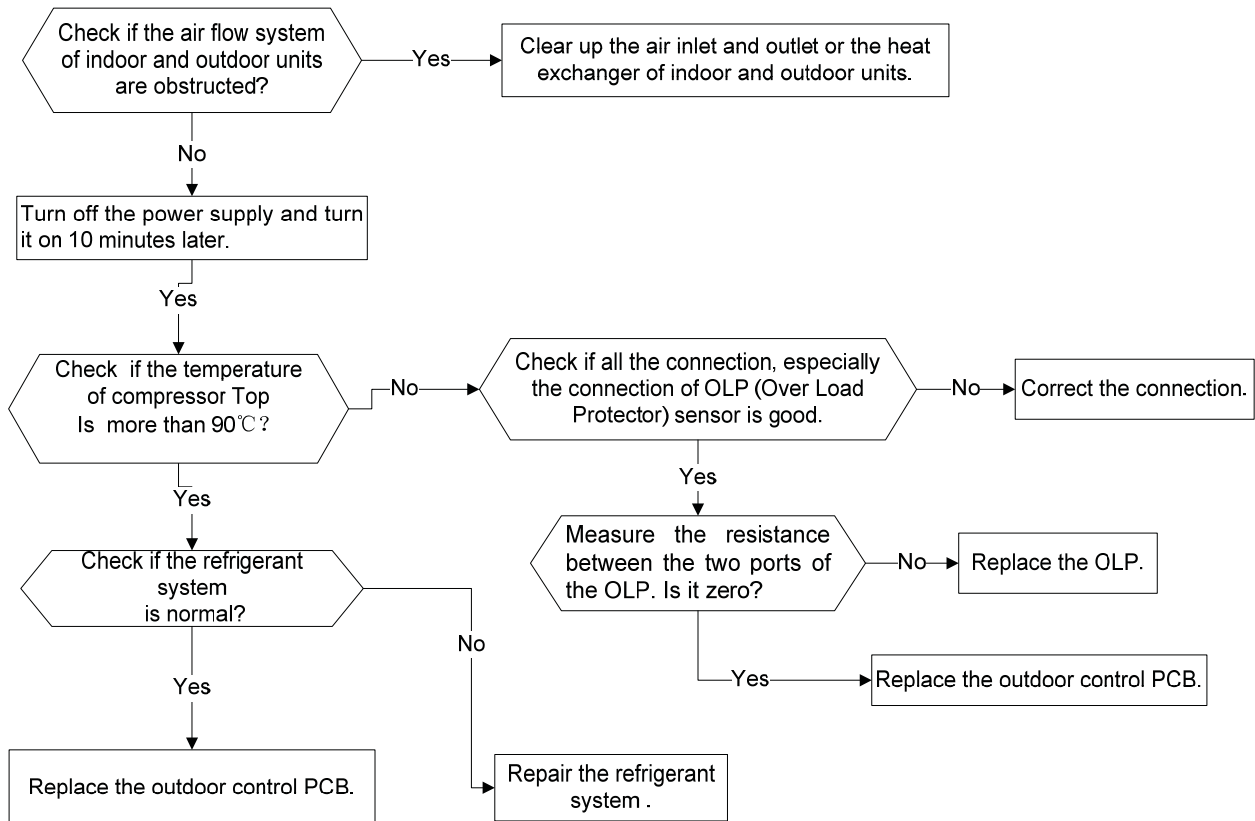 Check if the air flow system
of indoor and outdoor units
are obstructed?
Yes
Clear up the air inlet and outlet or the heat
exchanger of indoor and outdoor units.
No
Turn off the power supply and turn
it on 10 minutes later.
Yes
Check if the temperature
of compressor Top
Is more than 90℃?
No
Check if all the connection, especially
the connection of OLP (Over Load
Protector) sensor is good.
No
Correct the connection.
Yes
Yes
Measure the resistance
between the two ports of
the OLP. Is it zero?
No
Replace the OLP.
Check if the refrigerant
system
is normal?
No
Yes
Yes
Replace the outdoor control PCB.
Replace the outdoor control PCB.
Repair the refrigerant
system .